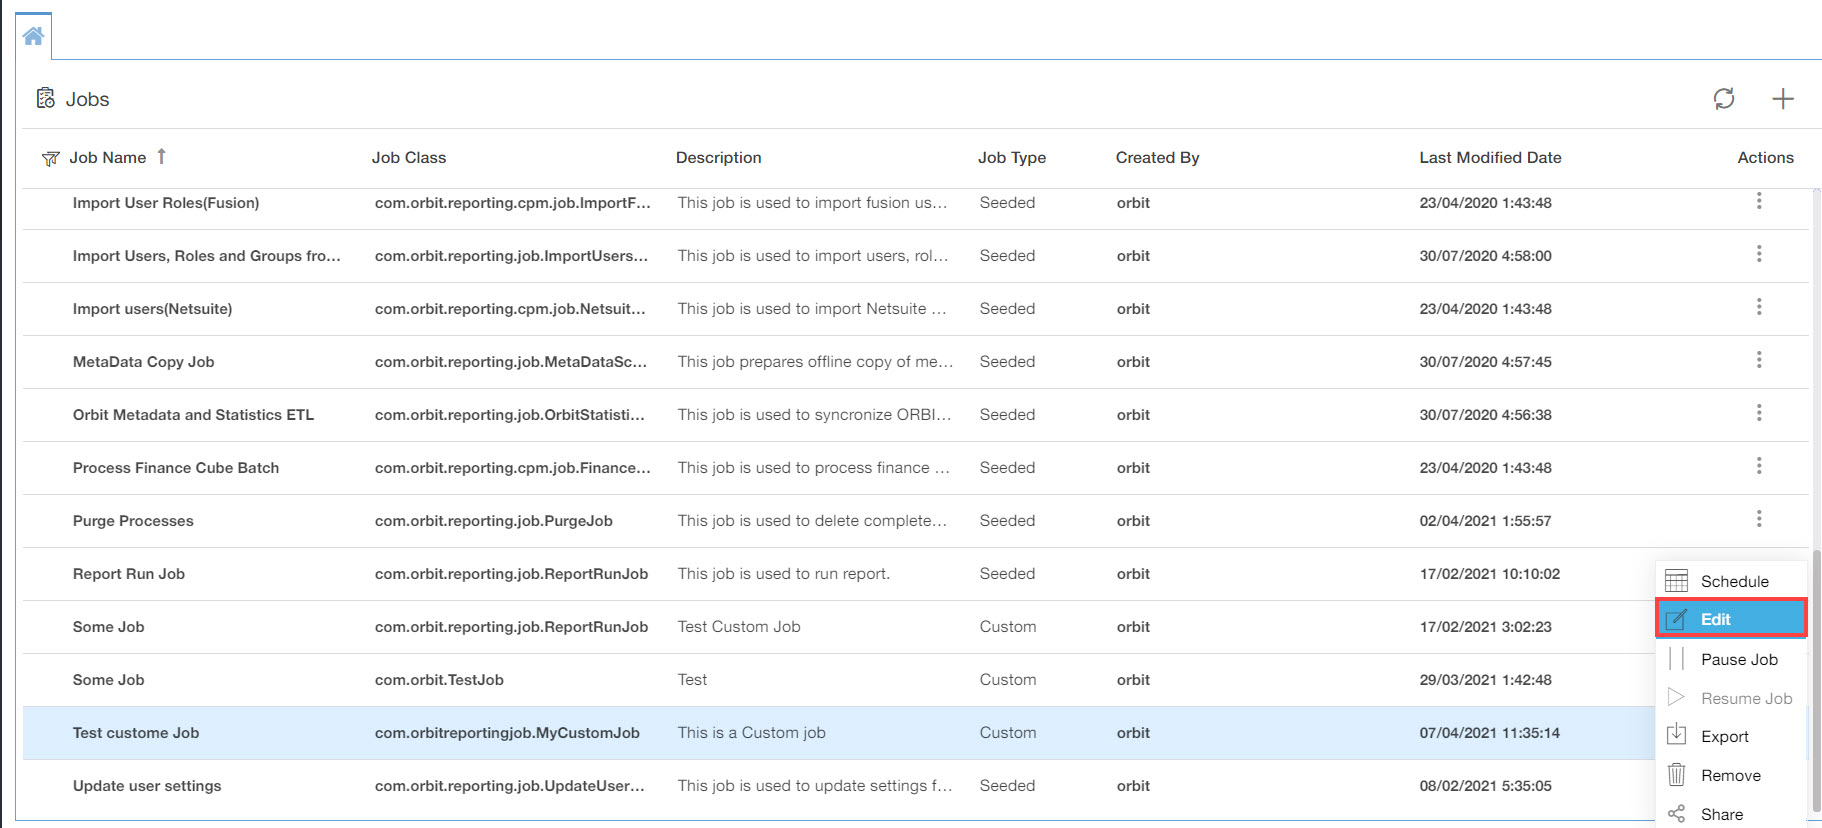 Jobs
Job Name Job Class Description Job Type Created By Last Modified Date Actions
Import User Roles(Fusion) com.orbit.reporting.cpm.job.ImportF... This job is used to import fusion us... Seeded orbit 23/04/2020 1:43:48
Import Users, Roles and Groups fro... com.orbit.reporting.job.ImportUsers... This job is used to import users, rol... Seeded orbit 30/07/2020 4:58:00
Import users(Netsuite) com.orbit.reporting.cpm.job.Netsuit... This job is used to import Netsuite ... Seeded orbit 23/04/2020 1:43:48
MetaData Copy Job com.orbit.reporting.job.MetaDataSc... This job prepares offline copy of me... Seeded orbit 30/07/2020 4:57:45
Orbit Metadata and Statistics ETL com.orbit.reporting.job.OrbitStatisti... This job is used to syncronize ORBI... Seeded orbit 30/07/2020 4:56:38
Process Finance Cube Batch com.orbit.reporting.cpm.job.Finance... This job is used to process finance ... Seeded orbit 23/04/2020 1:43:48
Purge Processes com.orbit.reporting.job.PurgeJob This job is used to delete complete... Seeded orbit 02/04/2021 1:55:57
Report Run Job com.orbit.reporting.job.ReportRunJob This job is used to run report. Seeded orbit 17/02/2021 10:10:02
Schedule
Some Job com.orbit.reporting.job.ReportRunJob Test Custom Job Custom orbit 17/02/2021 3:02:23
Edit
Pause Job
Some Job com.orbit.TestJob Test Custom orbit 29/03/2021 1:42:48
Resume Job
Test custome Job com.orbitreportingjob.MyCustomJob This is a Custom job Custom orbit 07/04/2021 11:35:14
Export
Remove
Update user settings com.orbit.reporting.job.UpdateUser... This job is used to update settings f... Seeded orbit 08/02/2021 5:35:05
Share